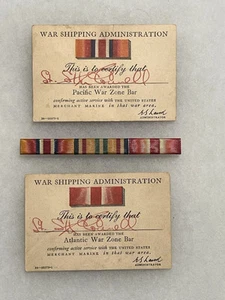 WAR SHIPPING ADMINISTRATION
This is to certify that
HAS BEEN AWARDED THE
Pacific War Zone Bar
confirming active service with THE UNITED STATES
MERCHANT MARINE in that war area.
ADMINISTRATOR
WAR SHIPPING ADMINISTRATION
This is to certify that
HAS BEEN AWARDED THE
Atlantic War Zone Bar
confirming active service with THE UNITED STATES
MERCHANT MARINE in that war area.
ADMINISTRATOR